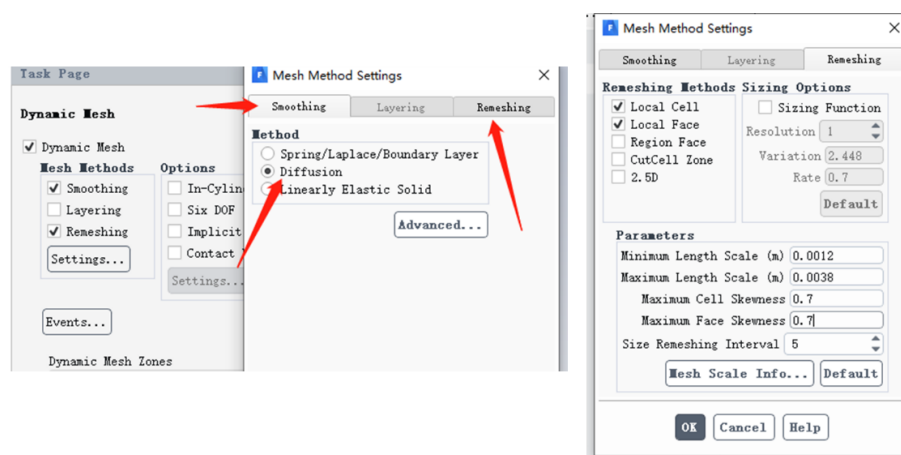 Task Page
Dynamic Mesh
Dynamic Mesh
Mesh Methods
Smoothing
Layering
Remeshing
Settings...
Options
In-Cylin
Six DOF
Implicit
Contact
Settings...
Events...
Dynamic Mesh Zones
Mesh Method Settings
Smoothing Layering Remeshing
Method
Spring/Laplace/Boundary Layer
Diffusion
Linearly Elastic Solid
Advanced...
Mesh Method Settings
Smoothing Layering Remeshing
Remeshing Methods
Local Cell
Local Face
Region Face
CutCell Zone
2.5D
Sizing Options
Sizing Function
Resolution 1
Variation 2.448
Rate 0.7
Default
Parameters
Minimum Length Scale (m) 0.0012
Maximum Length Scale (m) 0.0038
Maximum Cell Skewness 0.7
Maximum Face Skewness 0.7
Size Remeshing Interval 5
Mesh Scale Info... Default
OK Cancel Help